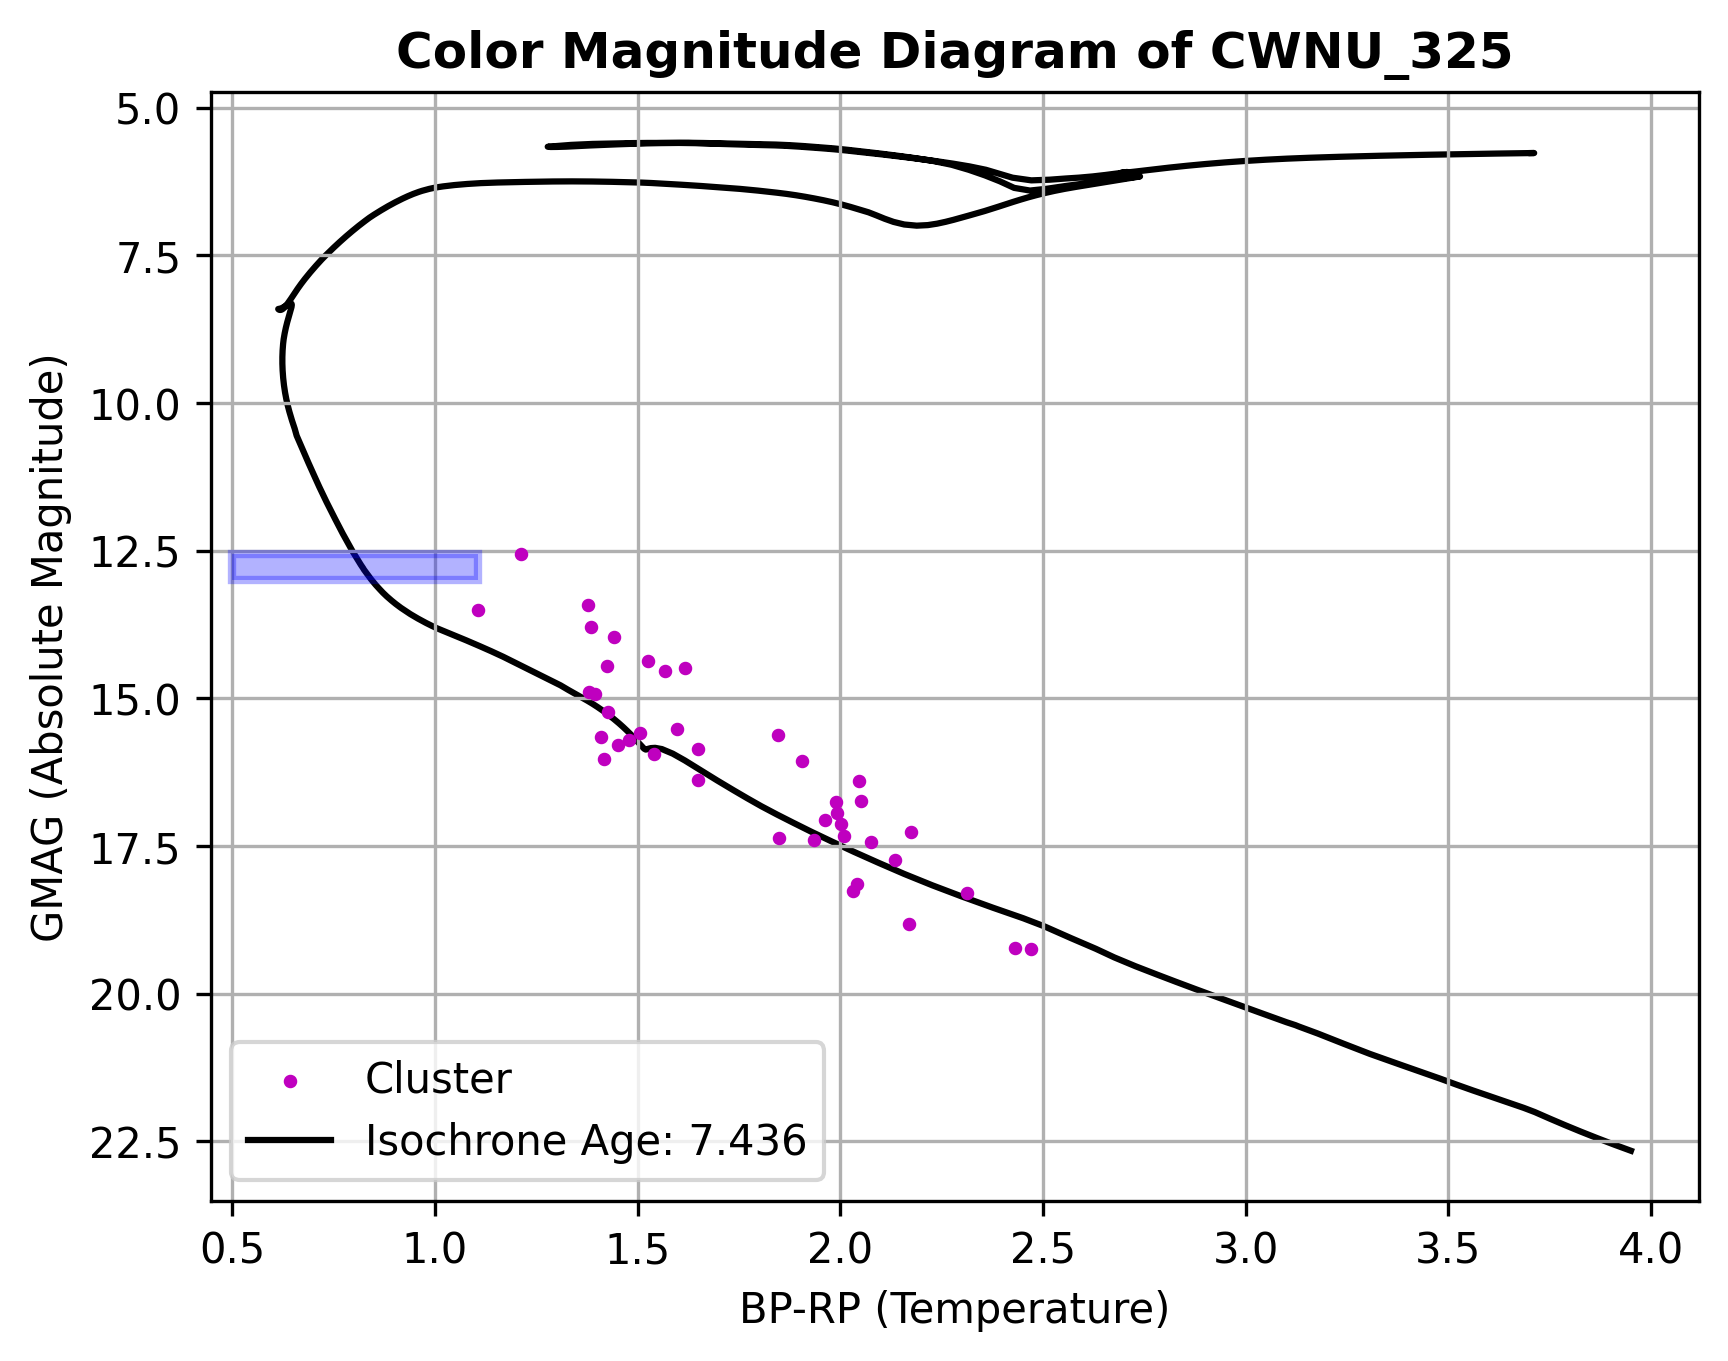 Color Magnitude Diagram of CWNU_325
GMAG (Absolute Magnitude)
5.0
7.5
10.0
12.5
15.0
17.5
20.0
22.5
Cluster
Isochrone Age: 7.436
0.5 1.0 1.5 2.0 2.5 3.0 3.5 4.0
BP-RP (Temperature)